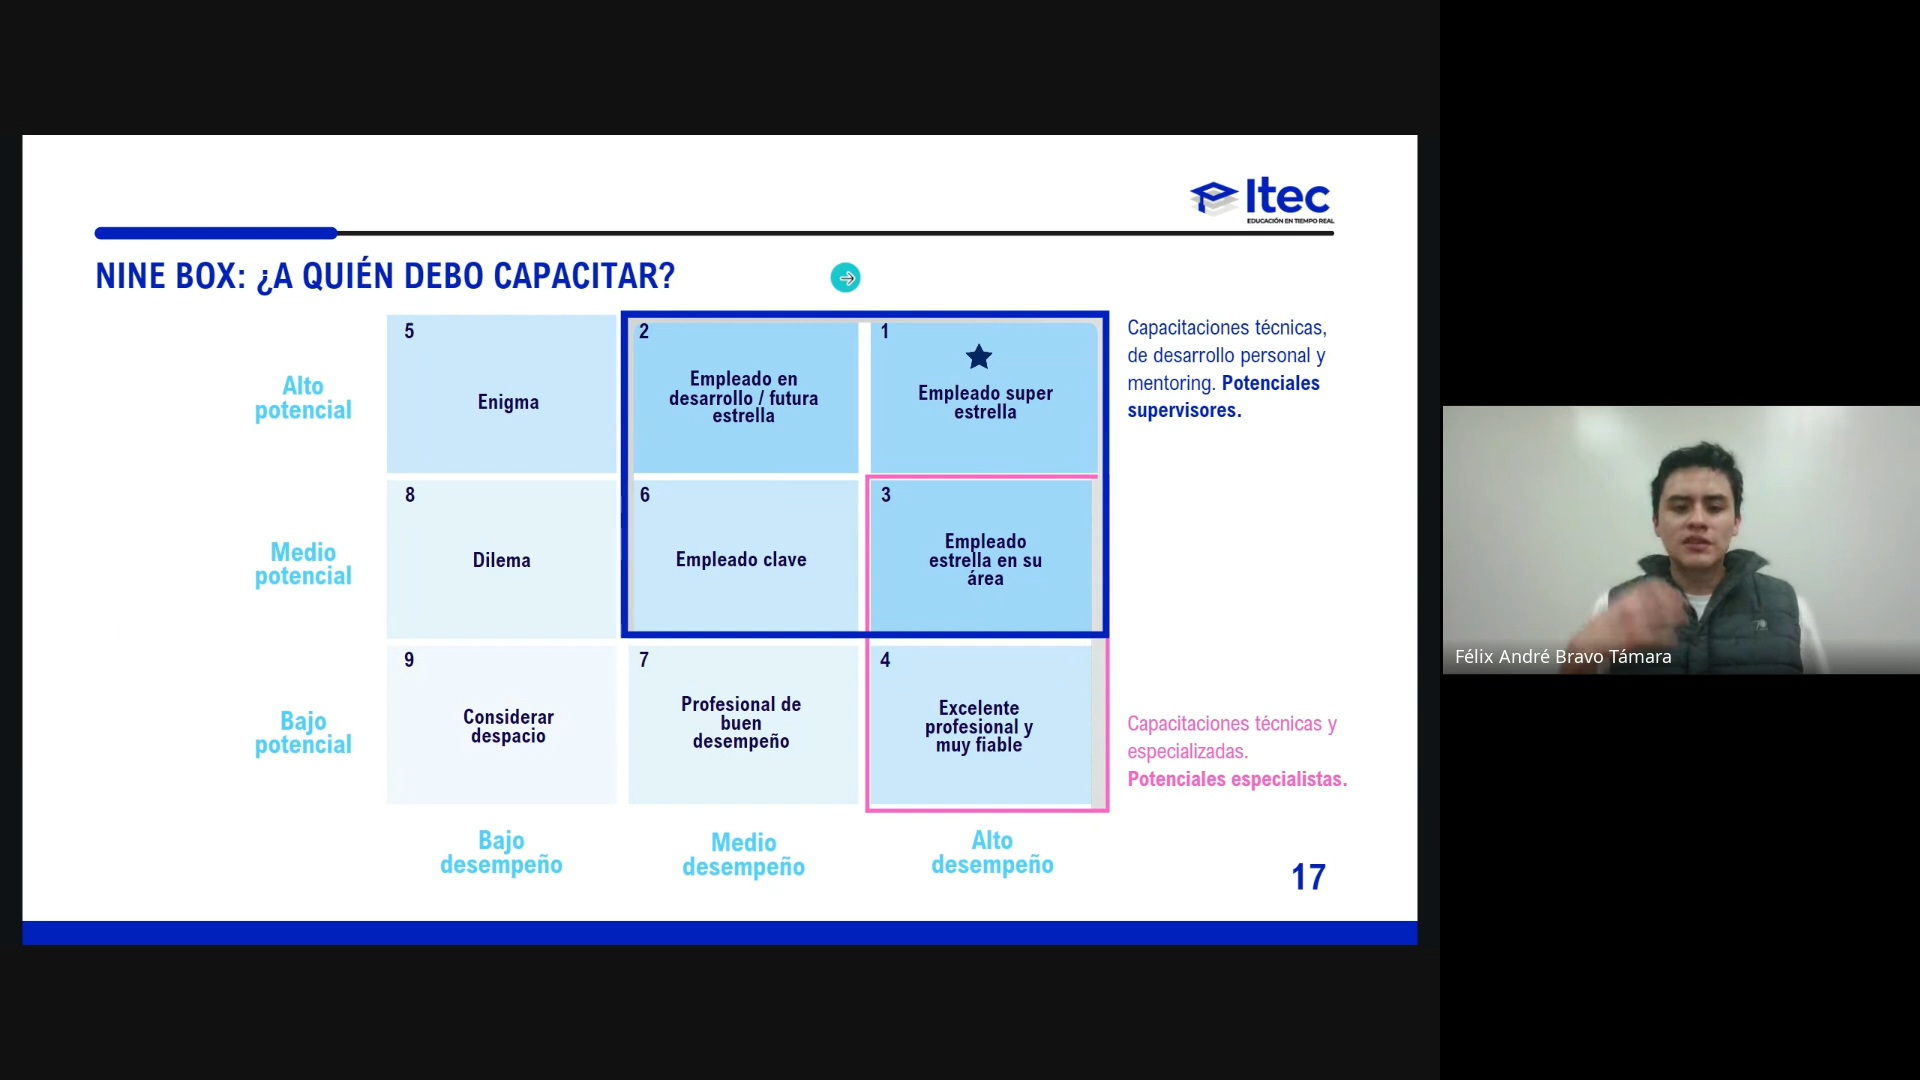 Itec
EDUCACIÓN EN TIEMPO REAL
NINE BOX: ¿A QUIÉN DEBO CAPACITAR?
Alto
potencial
5
Enigma
2
Empleado en
desarrollo / futura
estrella
1
Empleado super
estrella
Capacitaciones técnicas,
de desarrollo personal y
mentoring. Potenciales
supervisores.
Medio
potencial
8
Dilema
6
Empleado clave
3
Empleado
estrella en su
área
Bajo
potencial
9
Considerar
despacio
7
Profesional de
buen
desempeño
4
Excelente
profesional y
muy fiable
Capacitaciones técnicas y
especializadas.
Potenciales especialistas.
Bajo
desempeño
Medio
desempeño
Alto
desempeño
17
Félix André Bravo Támara